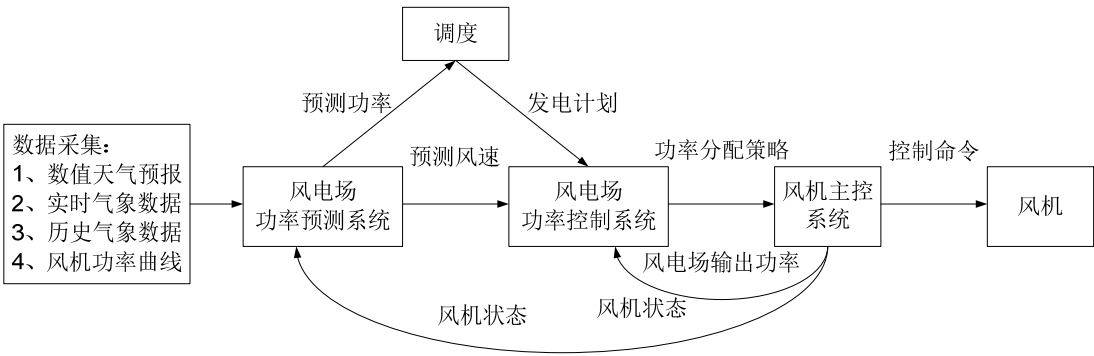 调度
预测功率
发电计划
数据采集：
1、数值天气预报
2、实时气象数据
3、历史气象数据
4、风机功率曲线
风电场
功率预测系统
预测风速
风电场
功率控制系统
功率分配策略
风机主控
系统
控制命令
风机
风电场输出功率
风机状态
风机状态